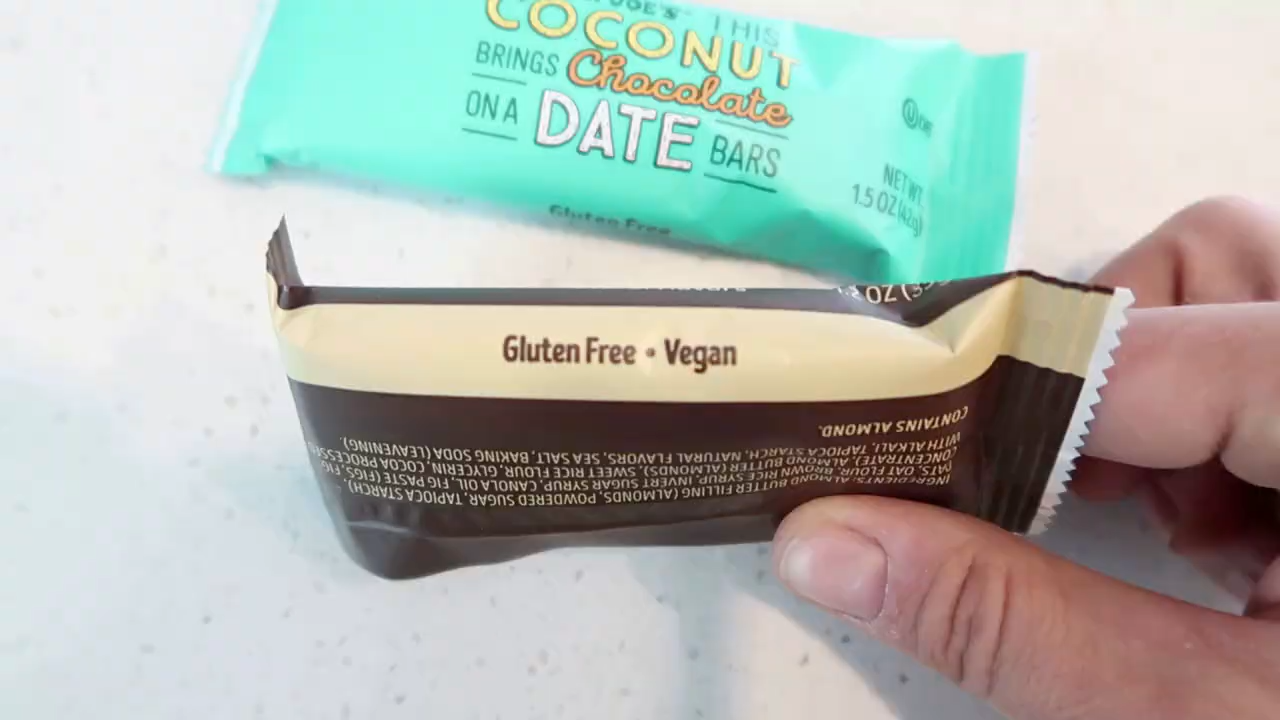 JOE'S THIS
COCONUT
BRINGS Chocolate
ON A DATE BARS
U
NET WT.
1.5 OZ (42g)
Gluten Free
OZ
Gluten Free • Vegan
INGREDIENTS: ALMOND BUTTER FILLING (ALMONDS, POWDERED SUGAR, TAPIOCA STARCH),
OATS, OAT FLOUR, BROWN RICE SYRUP, INVERT SUGAR SYRUP, CANOLA OIL, FIG PASTE (FIGS, FIG
CONCENTRATE), ALMOND BUTTER (ALMONDS), SWEET RICE FLOUR, GLYCERIN, COCOA PROCESSED
WITH ALKALI, TAPIOCA STARCH, NATURAL FLAVORS, SEA SALT, BAKING SODA (LEAVENING).
CONTAINS ALMOND.